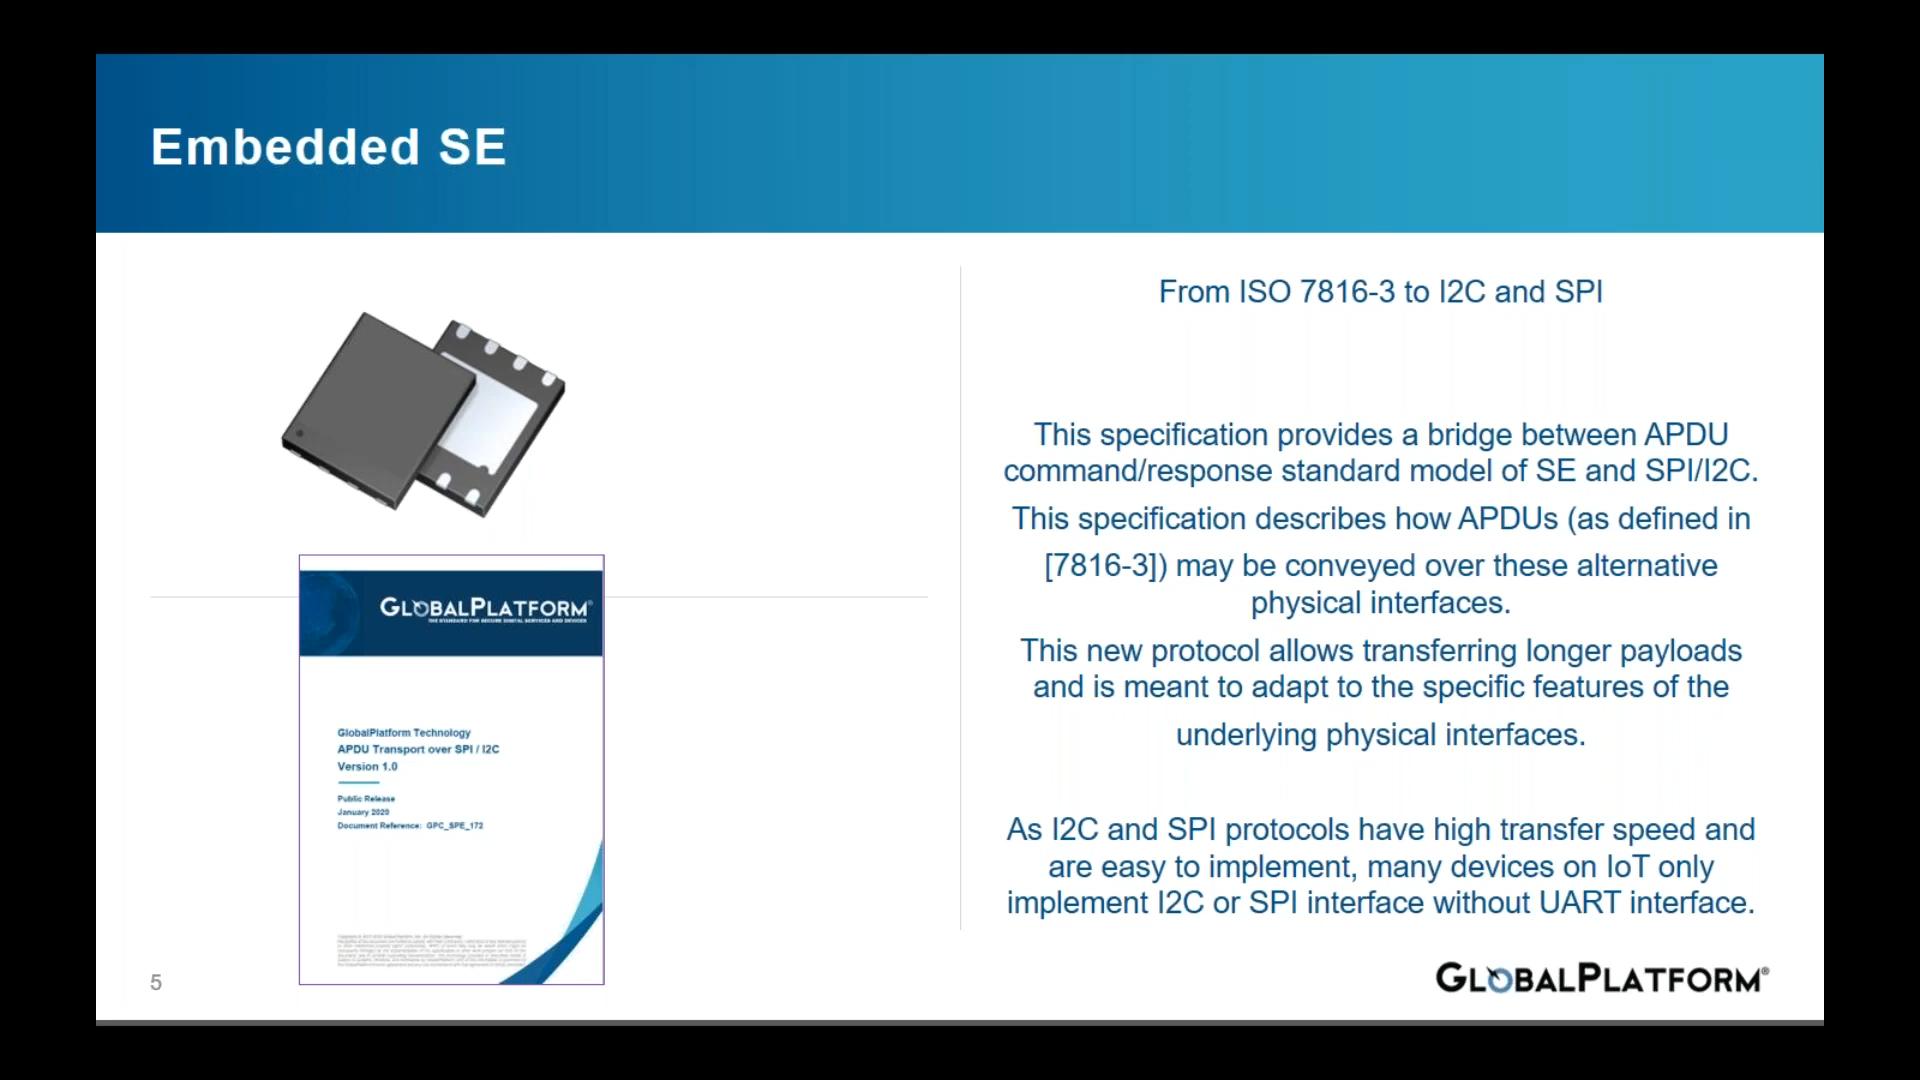 Embedded SE
From ISO 7816-3 to I2C and SPI
This specification provides a bridge between APDU
command/response standard model of SE and SPI/I2C.
This specification describes how APDUs (as defined in
[7816-3]) may be conveyed over these alternative
physical interfaces.
This new protocol allows transferring longer payloads
and is meant to adapt to the specific features of the
underlying physical interfaces.
As I2C and SPI protocols have high transfer speed and
are easy to implement, many devices on IoT only
implement I2C or SPI interface without UART interface.
GLOBALPLATFORM®
THE STANDARD FOR SECURE DIGITAL SERVICES AND DEVICES
GlobalPlatform Technology
APDU Transport over SPI / I2C
Version 1.0
Public Release
January 2020
Document Reference: GPC_SPE_172
5
GLOBALPLATFORM®